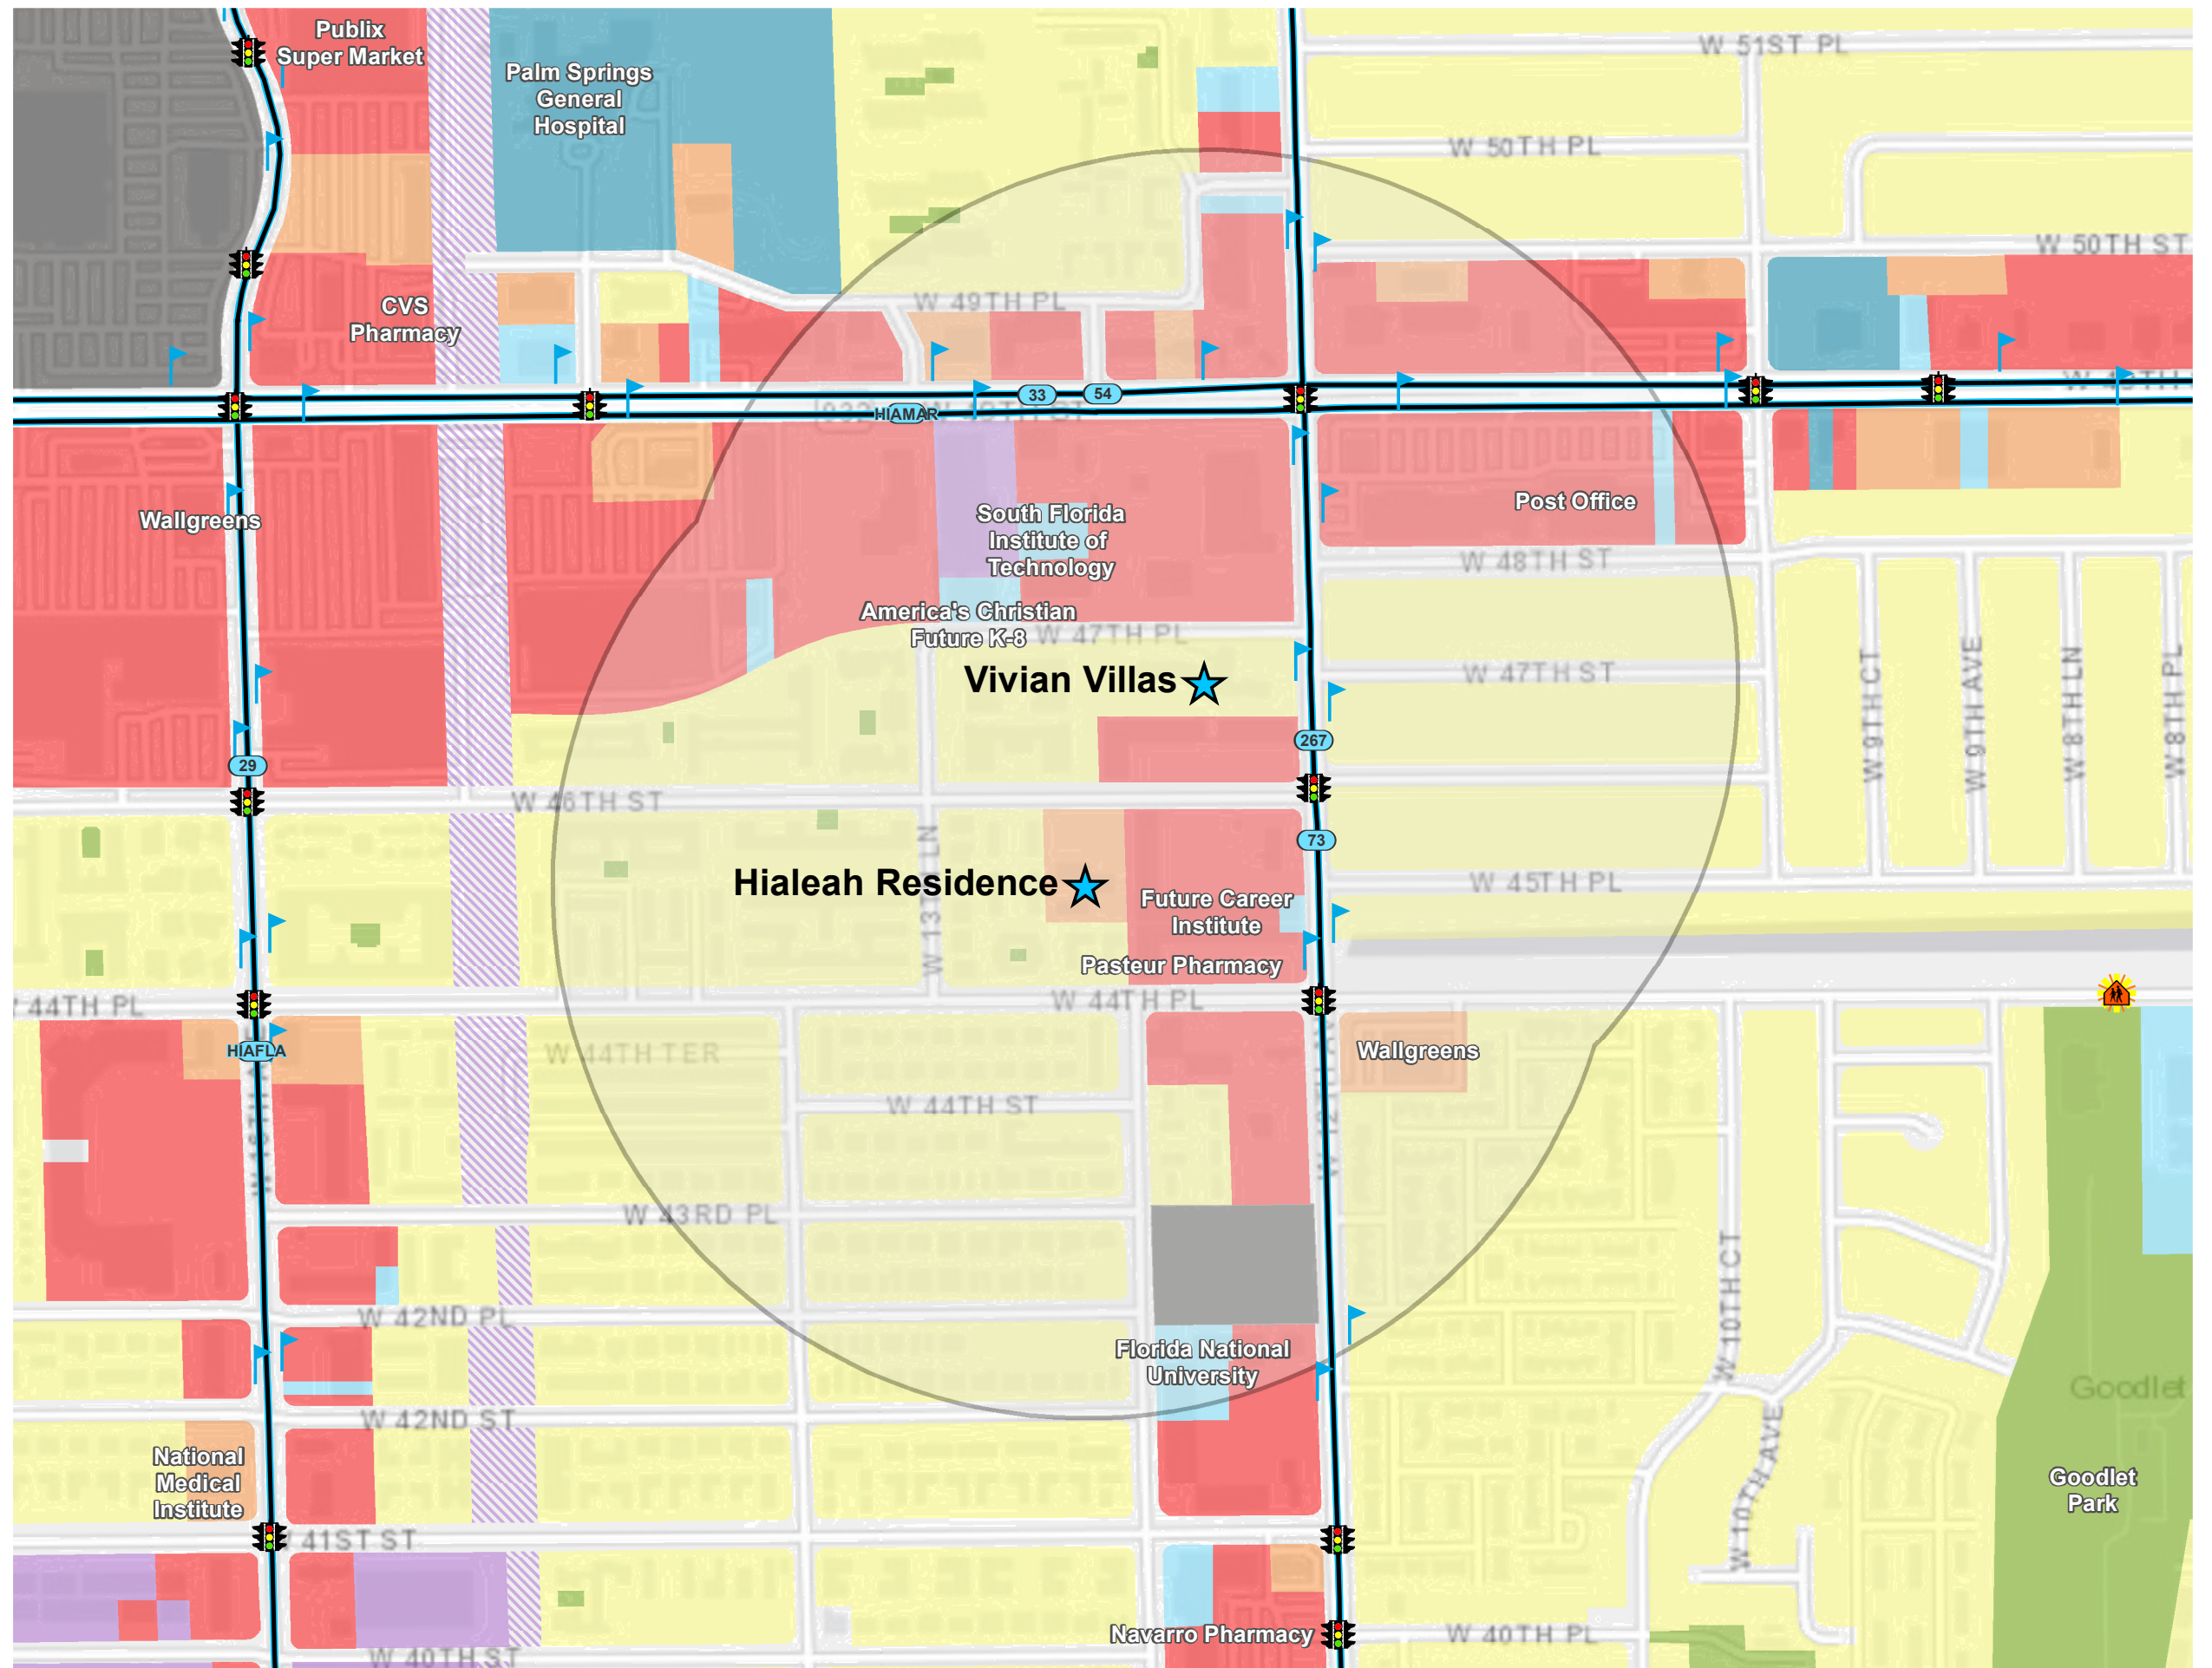 Publix
Super Market
W 51ST PL
Palm Springs
General
Hospital
W 50TH PL
W 50TH ST
CVS
Pharmacy
W 49TH PL
33
54
HIAMAR
Wallgreens
South Florida
Institute of
Technology
Post Office
W 48TH ST
America's Christian
Future K-8
W 47TH PL
Vivian Villas
W 47TH ST
W 9TH CT
W 9TH AVE
W 8TH LN
W 8TH PL
267
29
W 46TH ST
73
W 13TH LN
Hialeah Residence
W 45TH PL
Future Career
Institute
Pasteur Pharmacy
44TH PL
W 44TH PL
HIAFLA
W 44TH TER
Wallgreens
W 44TH ST
W 43RD PL
W 10TH CT
W 42ND PL
Florida National
University
Goodlet
W 42ND ST
W 10TH AVE
National
Medical
Institute
Goodlet
Park
41ST ST
Navarro Pharmacy
W 40TH PL
W 40TH ST